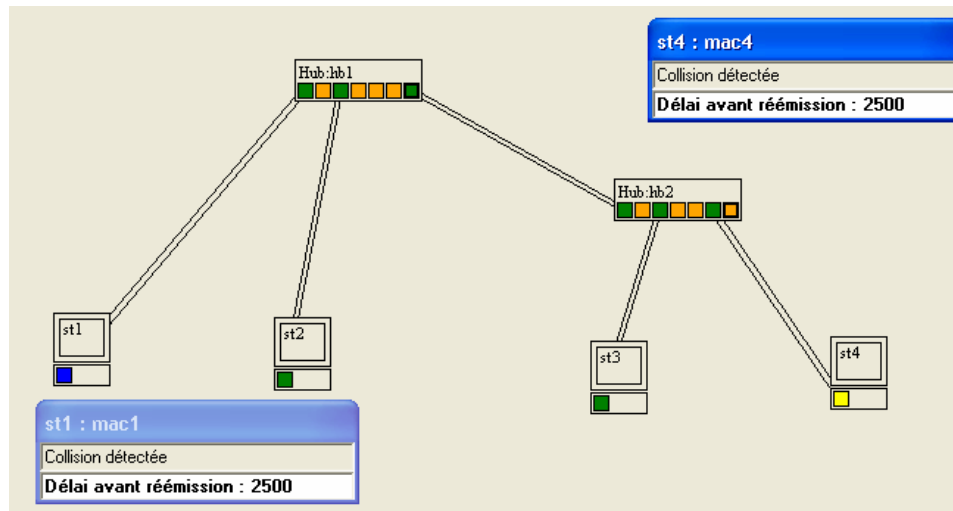 st4 : mac4
Collision détectée
Délai avant réémission : 2500
Hub:hb1
Hub:hb2
st1
st2
st3
st4
st1 : mac1
Collision détectée
Délai avant réémission : 2500